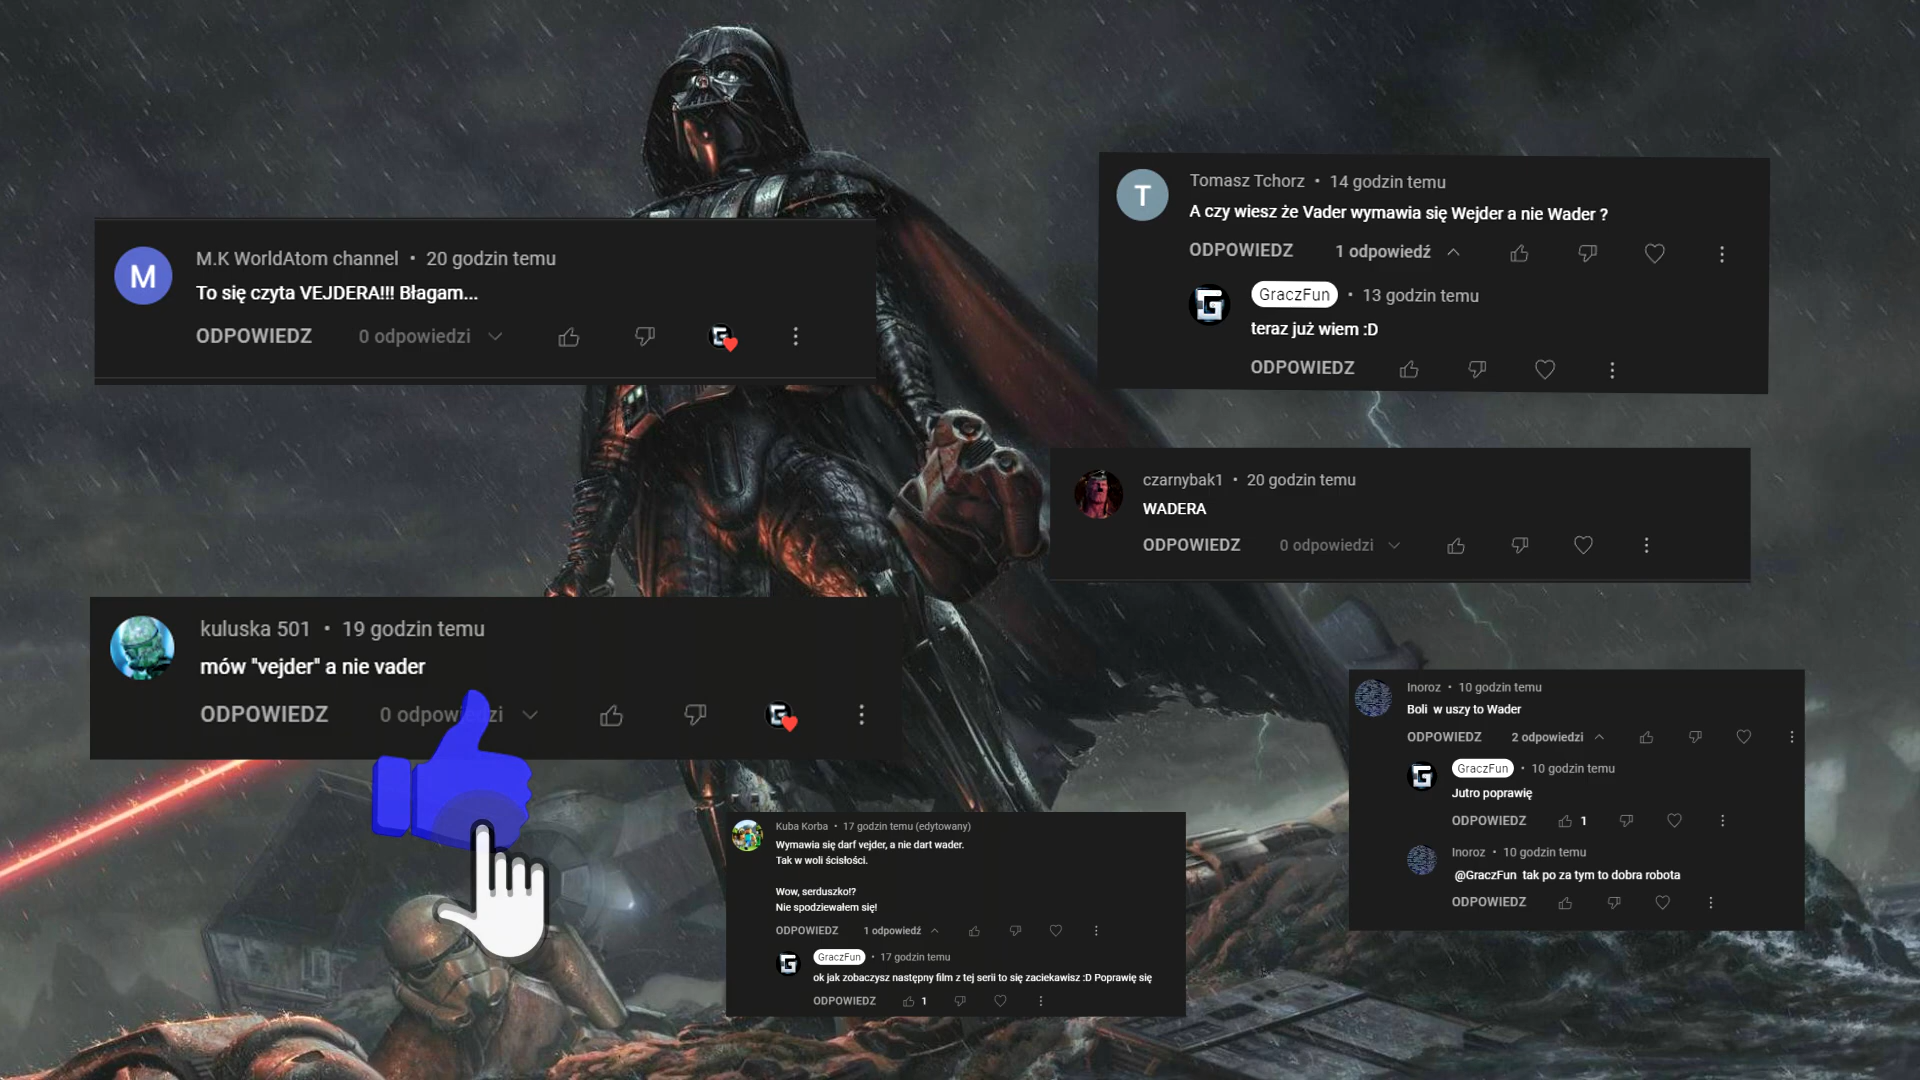 M
M.K WorldAtom channel • 20 godzin temu
To się czyta VEJDERA!!! Błagam...
ODPOWIEDZ 0 odpowiedzi
T
Tomasz Tchorz • 14 godzin temu
A czy wiesz że Vader wymawia się Wejder a nie Wader ?
ODPOWIEDZ 1 odpowiedź
GraczFun • 13 godzin temu
teraz już wiem :D
ODPOWIEDZ
czarnybak1 • 20 godzin temu
WADERA
ODPOWIEDZ 0 odpowiedzi
kuluska 501 • 19 godzin temu
mów "vejder" a nie vader
ODPOWIEDZ 0 odpowiedzi
Inoroz • 10 godzin temu
Boli w uszy to Wader
ODPOWIEDZ 2 odpowiedzi
GraczFun • 10 godzin temu
Jutro poprawię
ODPOWIEDZ 1
Inoroz • 10 godzin temu
@GraczFun tak po za tym to dobra robota
ODPOWIEDZ
Kuba Korba • 17 godzin temu (edytowany)
Wymawia się darf vejder, a nie dart wader.
Tak w woli ścisłości.
Wow, serduszko!?
Nie spodziewałem się!
ODPOWIEDZ 1 odpowiedź
GraczFun • 17 godzin temu
ok jak zobaczysz następny film z tej serii to się zaciekawisz :D Poprawię się
ODPOWIEDZ 1